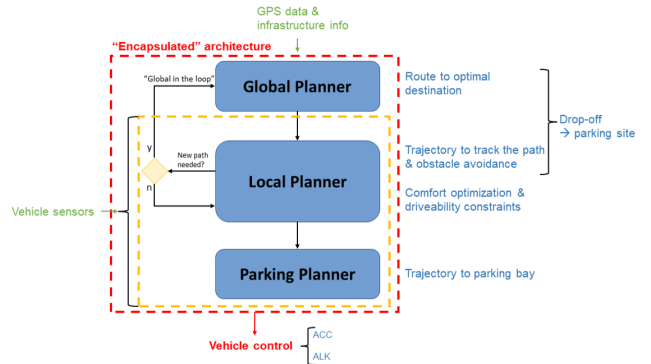 GPS data &
infrastructure info
“Encapsulated” architecture
“Global in the loop”
Global Planner
Route to optimal
destination
Drop-off
→ parking site
y
New path
needed?
n
Local Planner
Trajectory to track the path
& obstacle avoidance
Comfort optimization &
driveability constraints
Vehicle sensors
Parking Planner
Trajectory to parking bay
Vehicle control
ACC
ALK